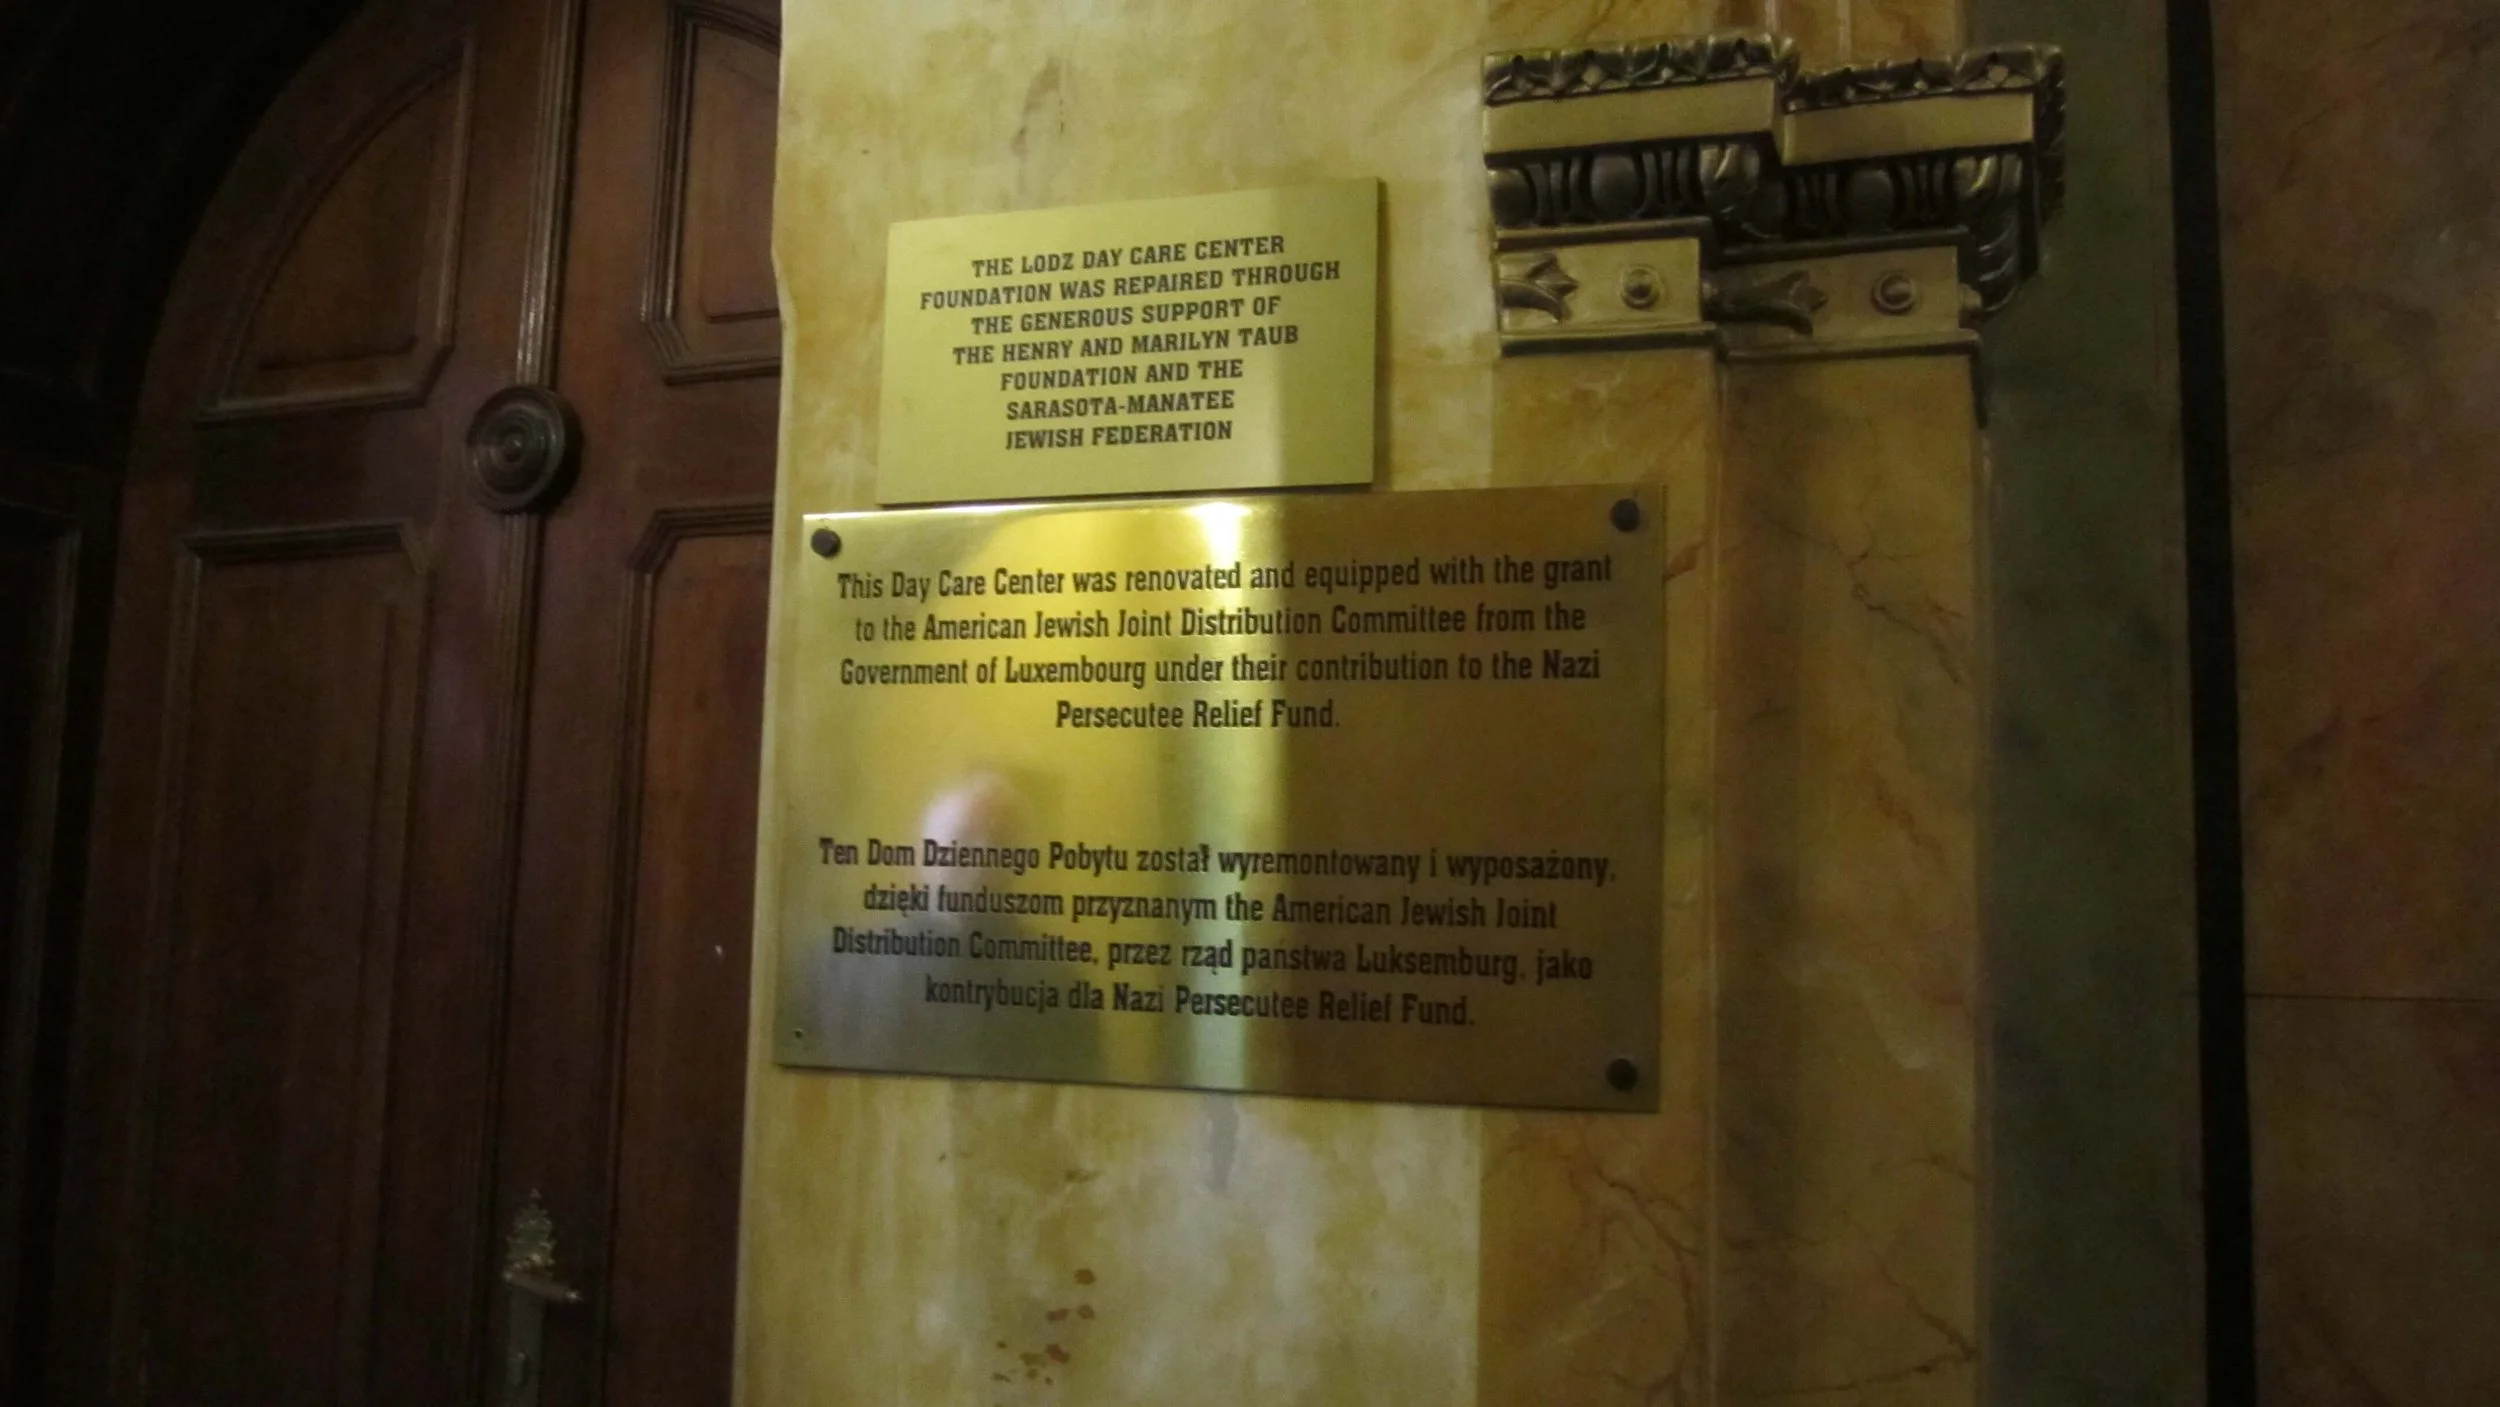 THE LODZ DAY CARE CENTER
FOUNDATION WAS REPAIRED THROUGH
THE GENEROUS SUPPORT OF
THE HENRY AND MARILYN TAUB
FOUNDATION AND THE
SARASOTA-MANATEE
JEWISH FEDERATION
This Day Care Center was renovated and equipped with the grant
to the American Jewish Joint Distribution Committee from the
Government of Luxembourg under their contribution to the Nazi
Persecutee Relief Fund.
Ten Dom Dziennego Pobytu został wyremontowany i wyposażony,
dzięki funduszom przyznanym the American Jewish Joint
Distribution Committee, przez rząd państwa Luksemburg, jako
kontrybucja dla Nazi Persecutee Relief Fund.